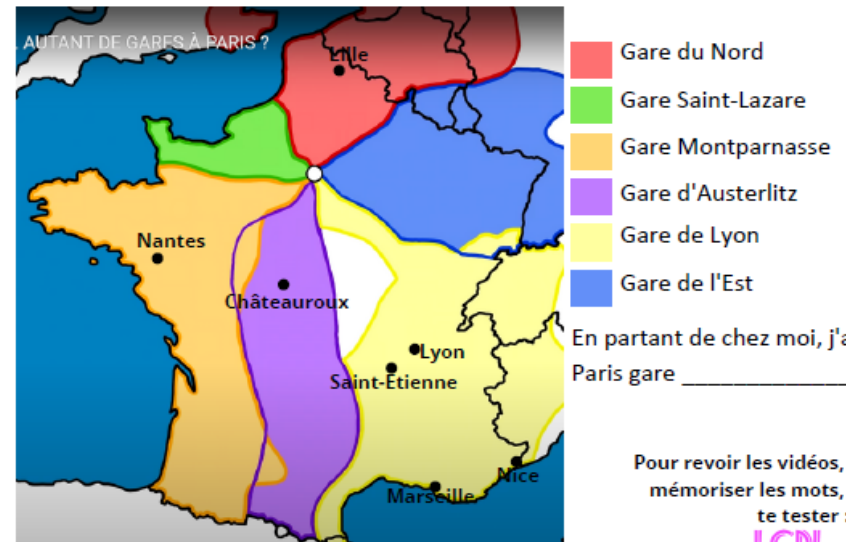 AUTANT DE GARES À PARIS ?
Lille
Nantes
Châteauroux
Lyon
Saint-Etienne
Nice
Marseille
Gare du Nord
Gare Saint-Lazare
Gare Montparnasse
Gare d'Austerlitz
Gare de Lyon
Gare de l'Est
En partant de chez moi, j'a
Paris gare _______________
Pour revoir les vidéos,
mémoriser les mots,
te tester :